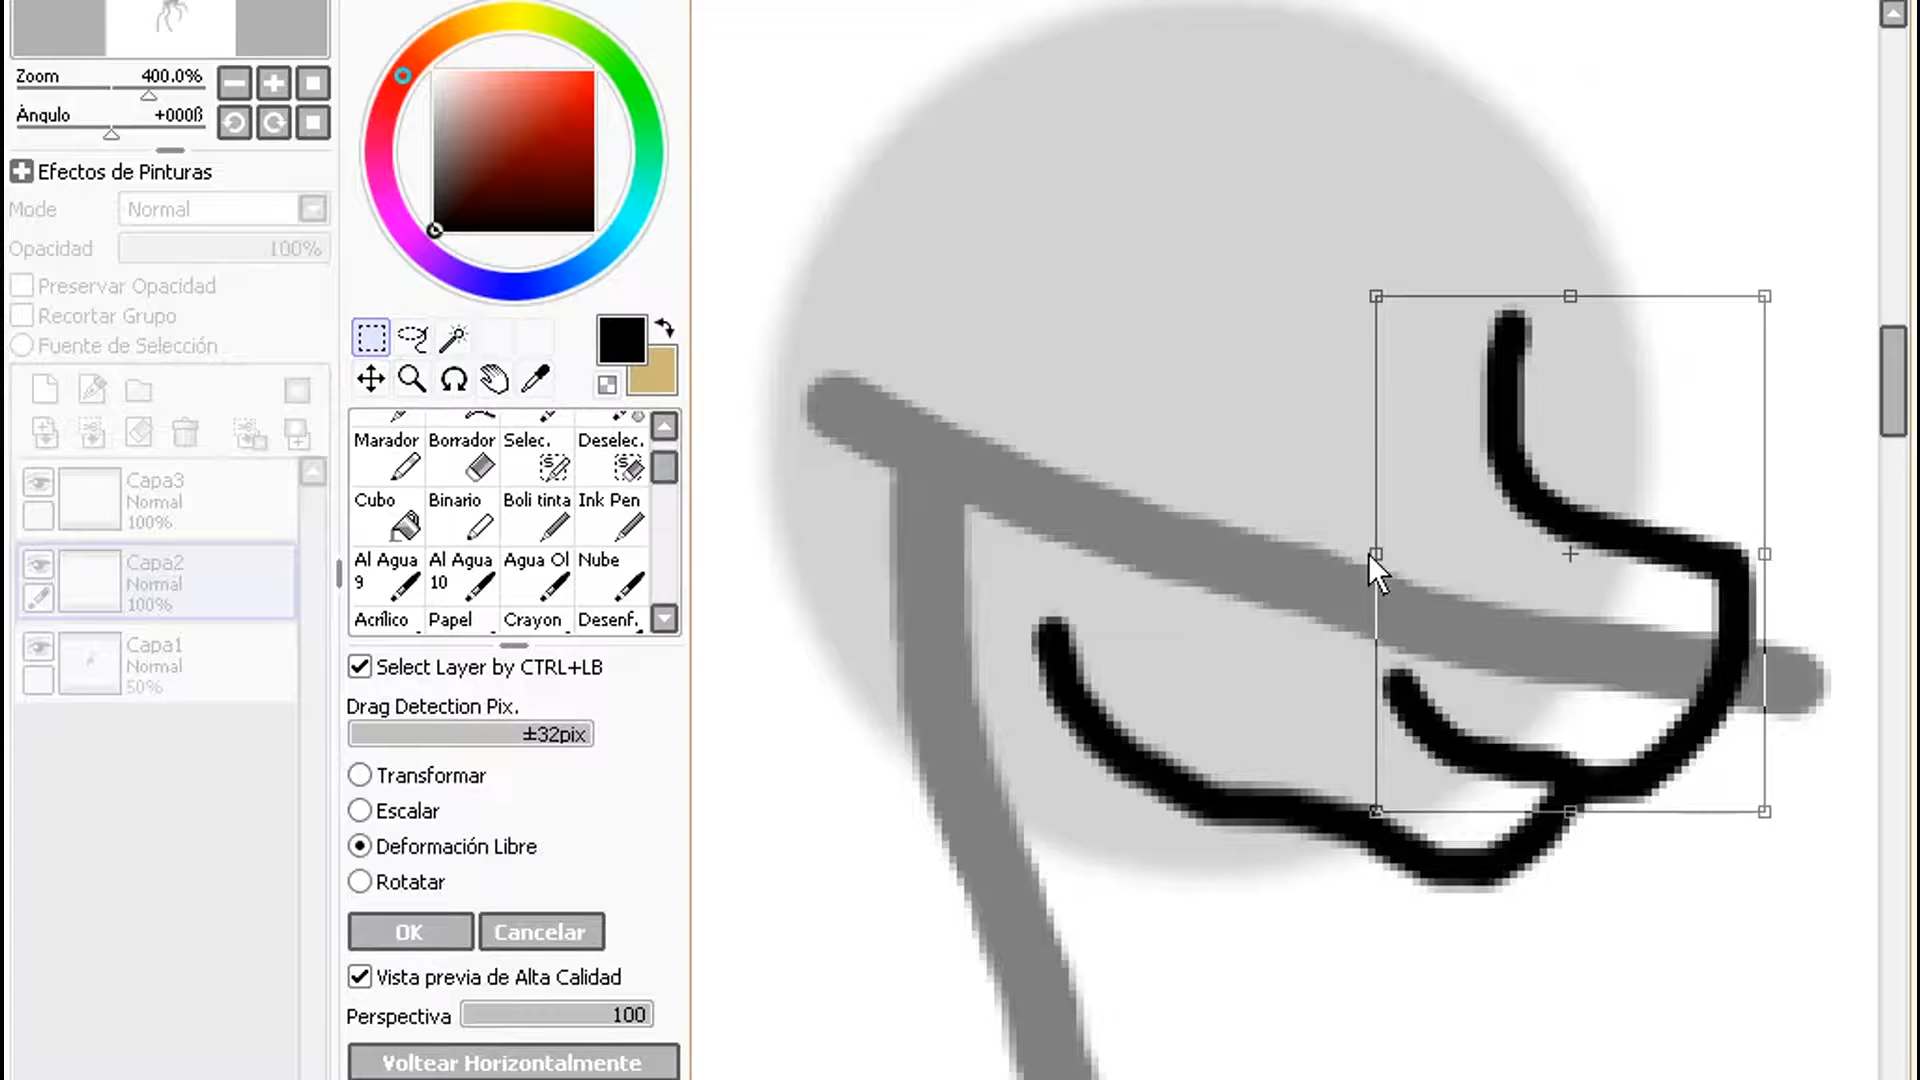 Zoom 400.0%
Ángulo +000ß
Efectos de Pinturas
Mode Normal
Opacidad 100%
Preservar Opacidad
Recortar Grupo
Fuente de Selección
Capa3
Normal
100%
Capa2
Normal
100%
Capa1
Normal
50%
Marador Borrador Selec. Deselec.
Cubo Binario Boli tinta Ink Pen
Al Agua 9 Al Agua 10 Agua Ol Nube
Acrílico Papel Crayon Desenf.
Select Layer by CTRL+LB
Drag Detection Pix.
±32pix
Transformar
Escalar
Deformación Libre
Rotatar
OK Cancelar
Vista previa de Alta Calidad
Perspectiva 100
Voltear Horizontalmente